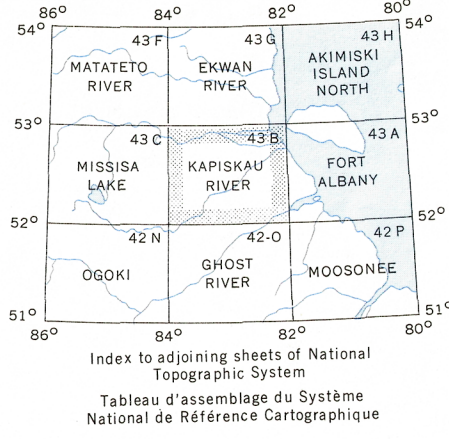 86°
84°
82°
80°
54°
54°
43 F
43 G
43 H
MATATETO
RIVER
EKWAN
RIVER
AKIMISKI
ISLAND
NORTH
53°
53°
43 C
43 B
43 A
MISSISA
LAKE
KAPISKAU
RIVER
FORT
ALBANY
52°
52°
42 N
42-O
42 P
OGOKI
GHOST
RIVER
MOOSONEE
51°
51°
86°
84°
82°
80°
Index to adjoining sheets of National
Topographic System
Tableau d'assemblage du Système
National de Référence Cartographique